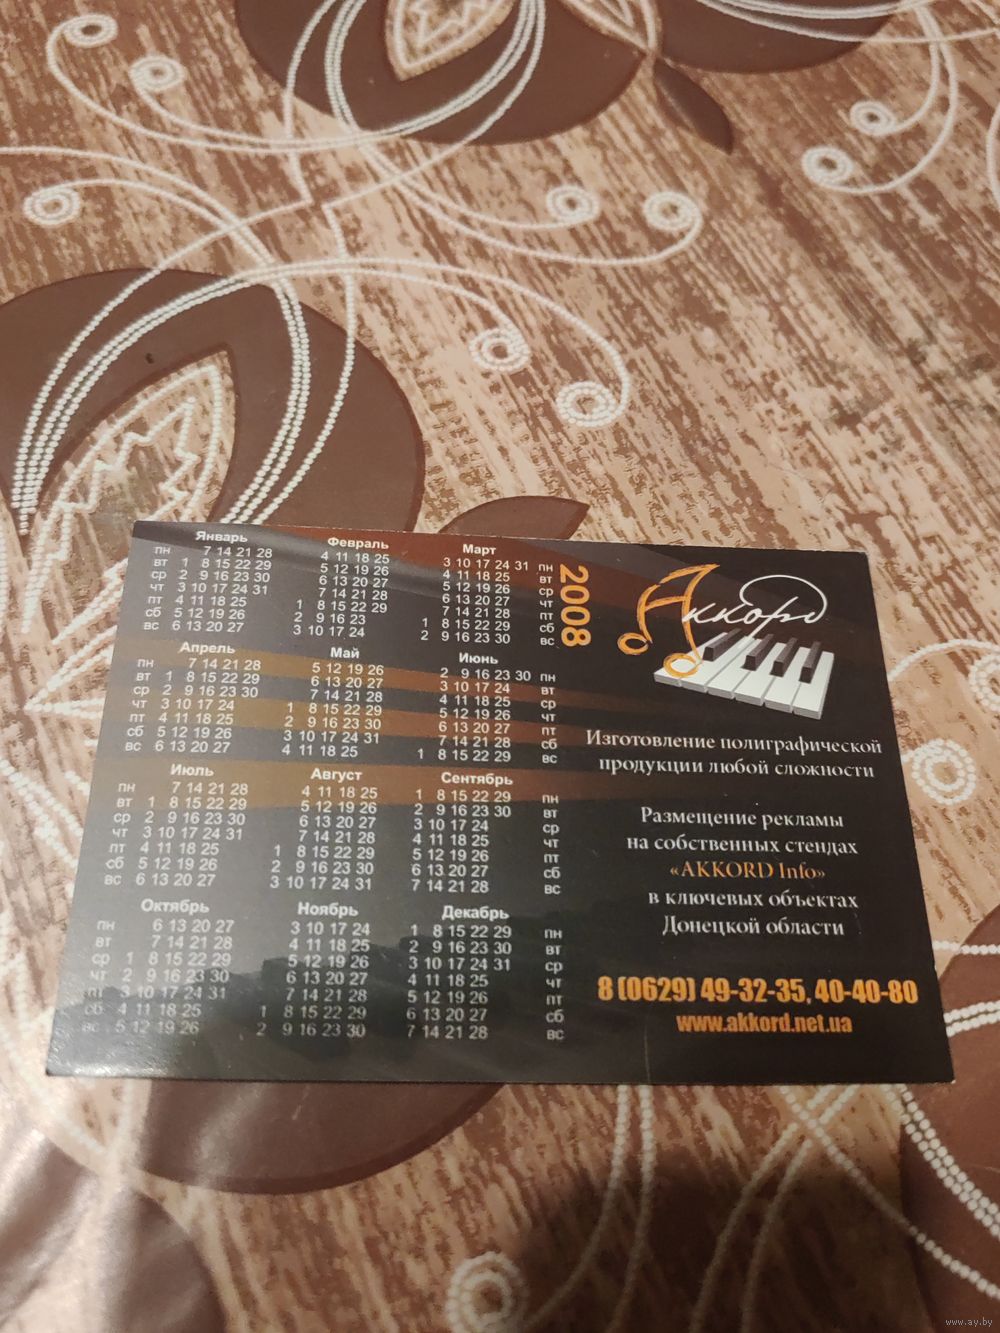 Январь Февраль Март
пн 7 14 21 28 4 11 18 25 3 10 17 24 31 пн
вт 1 8 15 22 29 5 12 19 26 4 11 18 25 вт
ср 2 9 16 23 30 6 13 20 27 5 12 19 26 ср
чт 3 10 17 24 31 7 14 21 28 6 13 20 27 чт
пт 4 11 18 25 1 8 15 22 29 7 14 21 28 пт
сб 5 12 19 26 2 9 16 23 1 8 15 22 29 сб
вс 6 13 20 27 3 10 17 24 2 9 16 23 30 вс
Апрель Май Июнь
пн 7 14 21 28 5 12 19 26 2 9 16 23 30 пн
вт 1 8 15 22 29 6 13 20 27 3 10 17 24 вт
ср 2 9 16 23 30 7 14 21 28 4 11 18 25 ср
чт 3 10 17 24 1 8 15 22 29 5 12 19 26 чт
пт 4 11 18 25 2 9 16 23 30 6 13 20 27 пт
сб 5 12 19 26 3 10 17 24 31 7 14 21 28 сб
вс 6 13 20 27 4 11 18 25 1 8 15 22 29 вс
Июль Август Сентябрь
пн 7 14 21 28 4 11 18 25 1 8 15 22 29 пн
вт 1 8 15 22 29 5 12 19 26 2 9 16 23 30 вт
ср 2 9 16 23 30 6 13 20 27 3 10 17 24 ср
чт 3 10 17 24 31 7 14 21 28 4 11 18 25 чт
пт 4 11 18 25 1 8 15 22 29 5 12 19 26 пт
сб 5 12 19 26 2 9 16 23 30 6 13 20 27 сб
вс 6 13 20 27 3 10 17 24 31 7 14 21 28 вс
Октябрь Ноябрь Декабрь
пн 6 13 20 27 3 10 17 24 1 8 15 22 29 пн
вт 7 14 21 28 4 11 18 25 2 9 16 23 30 вт
ср 1 8 15 22 29 5 12 19 26 3 10 17 24 31 ср
чт 2 9 16 23 30 6 13 20 27 4 11 18 25 чт
пт 3 10 17 24 31 7 14 21 28 5 12 19 26 пт
сб 4 11 18 25 1 8 15 22 29 6 13 20 27 сб
вс 5 12 19 26 2 9 16 23 30 7 14 21 28 вс
2008
Аккорд
Изготовление полиграфической
продукции любой сложности
Размещение рекламы
на собственных стендах
«AKKORD Info»
в ключевых объектах
Донецкой области
8 (0629) 49-32-35, 40-40-80
www.akkord.net.ua
www.ay.by